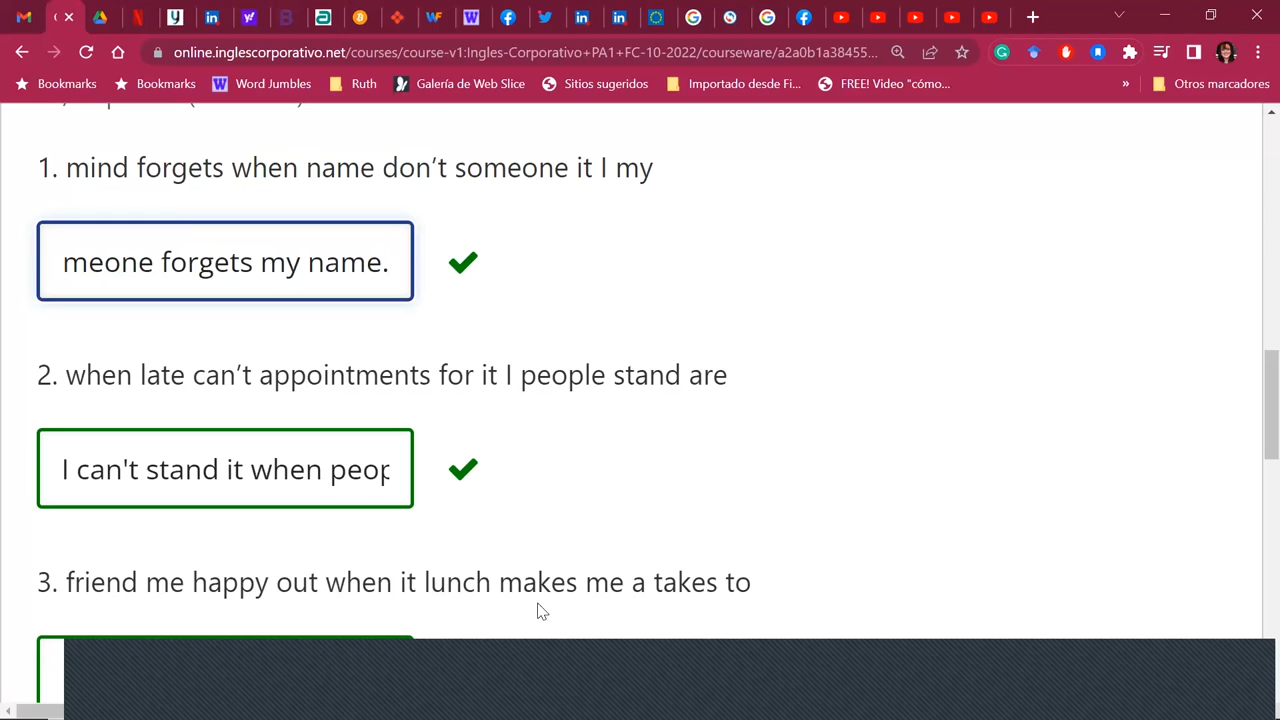 online.inglescorporativo.net/courses/course-v1:Ingles-Corporativo+PA1+FC-10-2022/courseware/a2a0b1a38455...
Bookmarks Bookmarks Word Jumbles Ruth Galería de Web Slice Sitios sugeridos Importado desde Fi... FREE! Video "cómo... » Otros marcadores
1. mind forgets when name don’t someone it I my
meone forgets my name.
2. when late can’t appointments for it I people stand are
I can't stand it when peop
3. friend me happy out when it lunch makes me a takes to